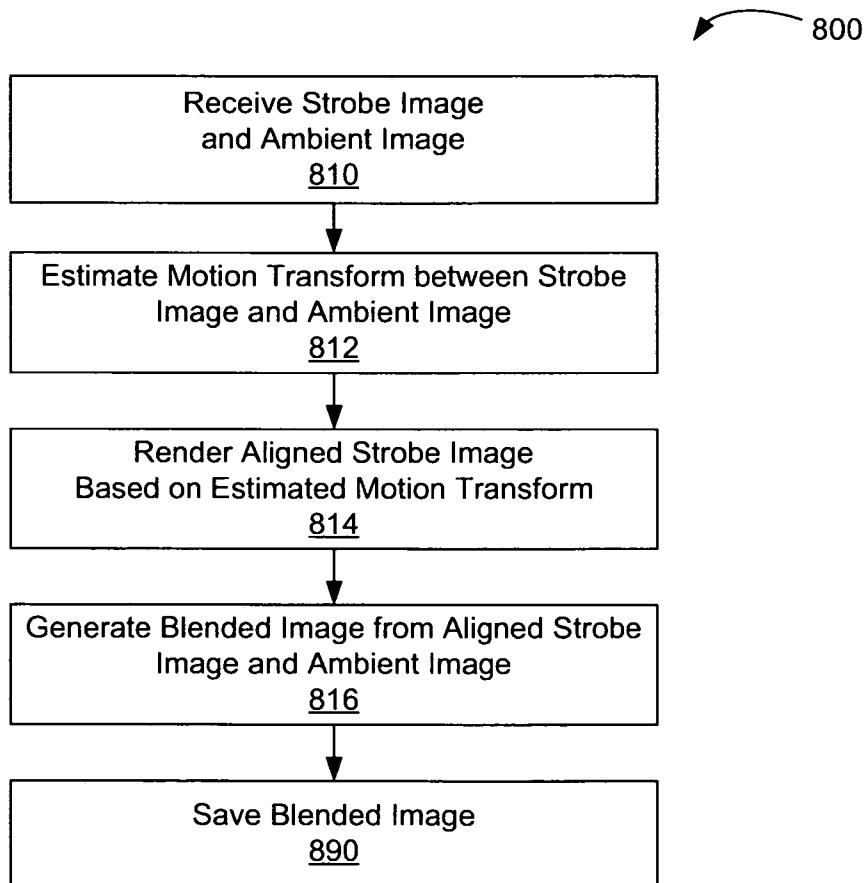 800
Receive Strobe Image
and Ambient Image
810
Estimate Motion Transform between Strobe
Image and Ambient Image
812
Render Aligned Strobe Image
Based on Estimated Motion Transform
814
Generate Blended Image from Aligned Strobe
Image and Ambient Image
816
Save Blended Image
890